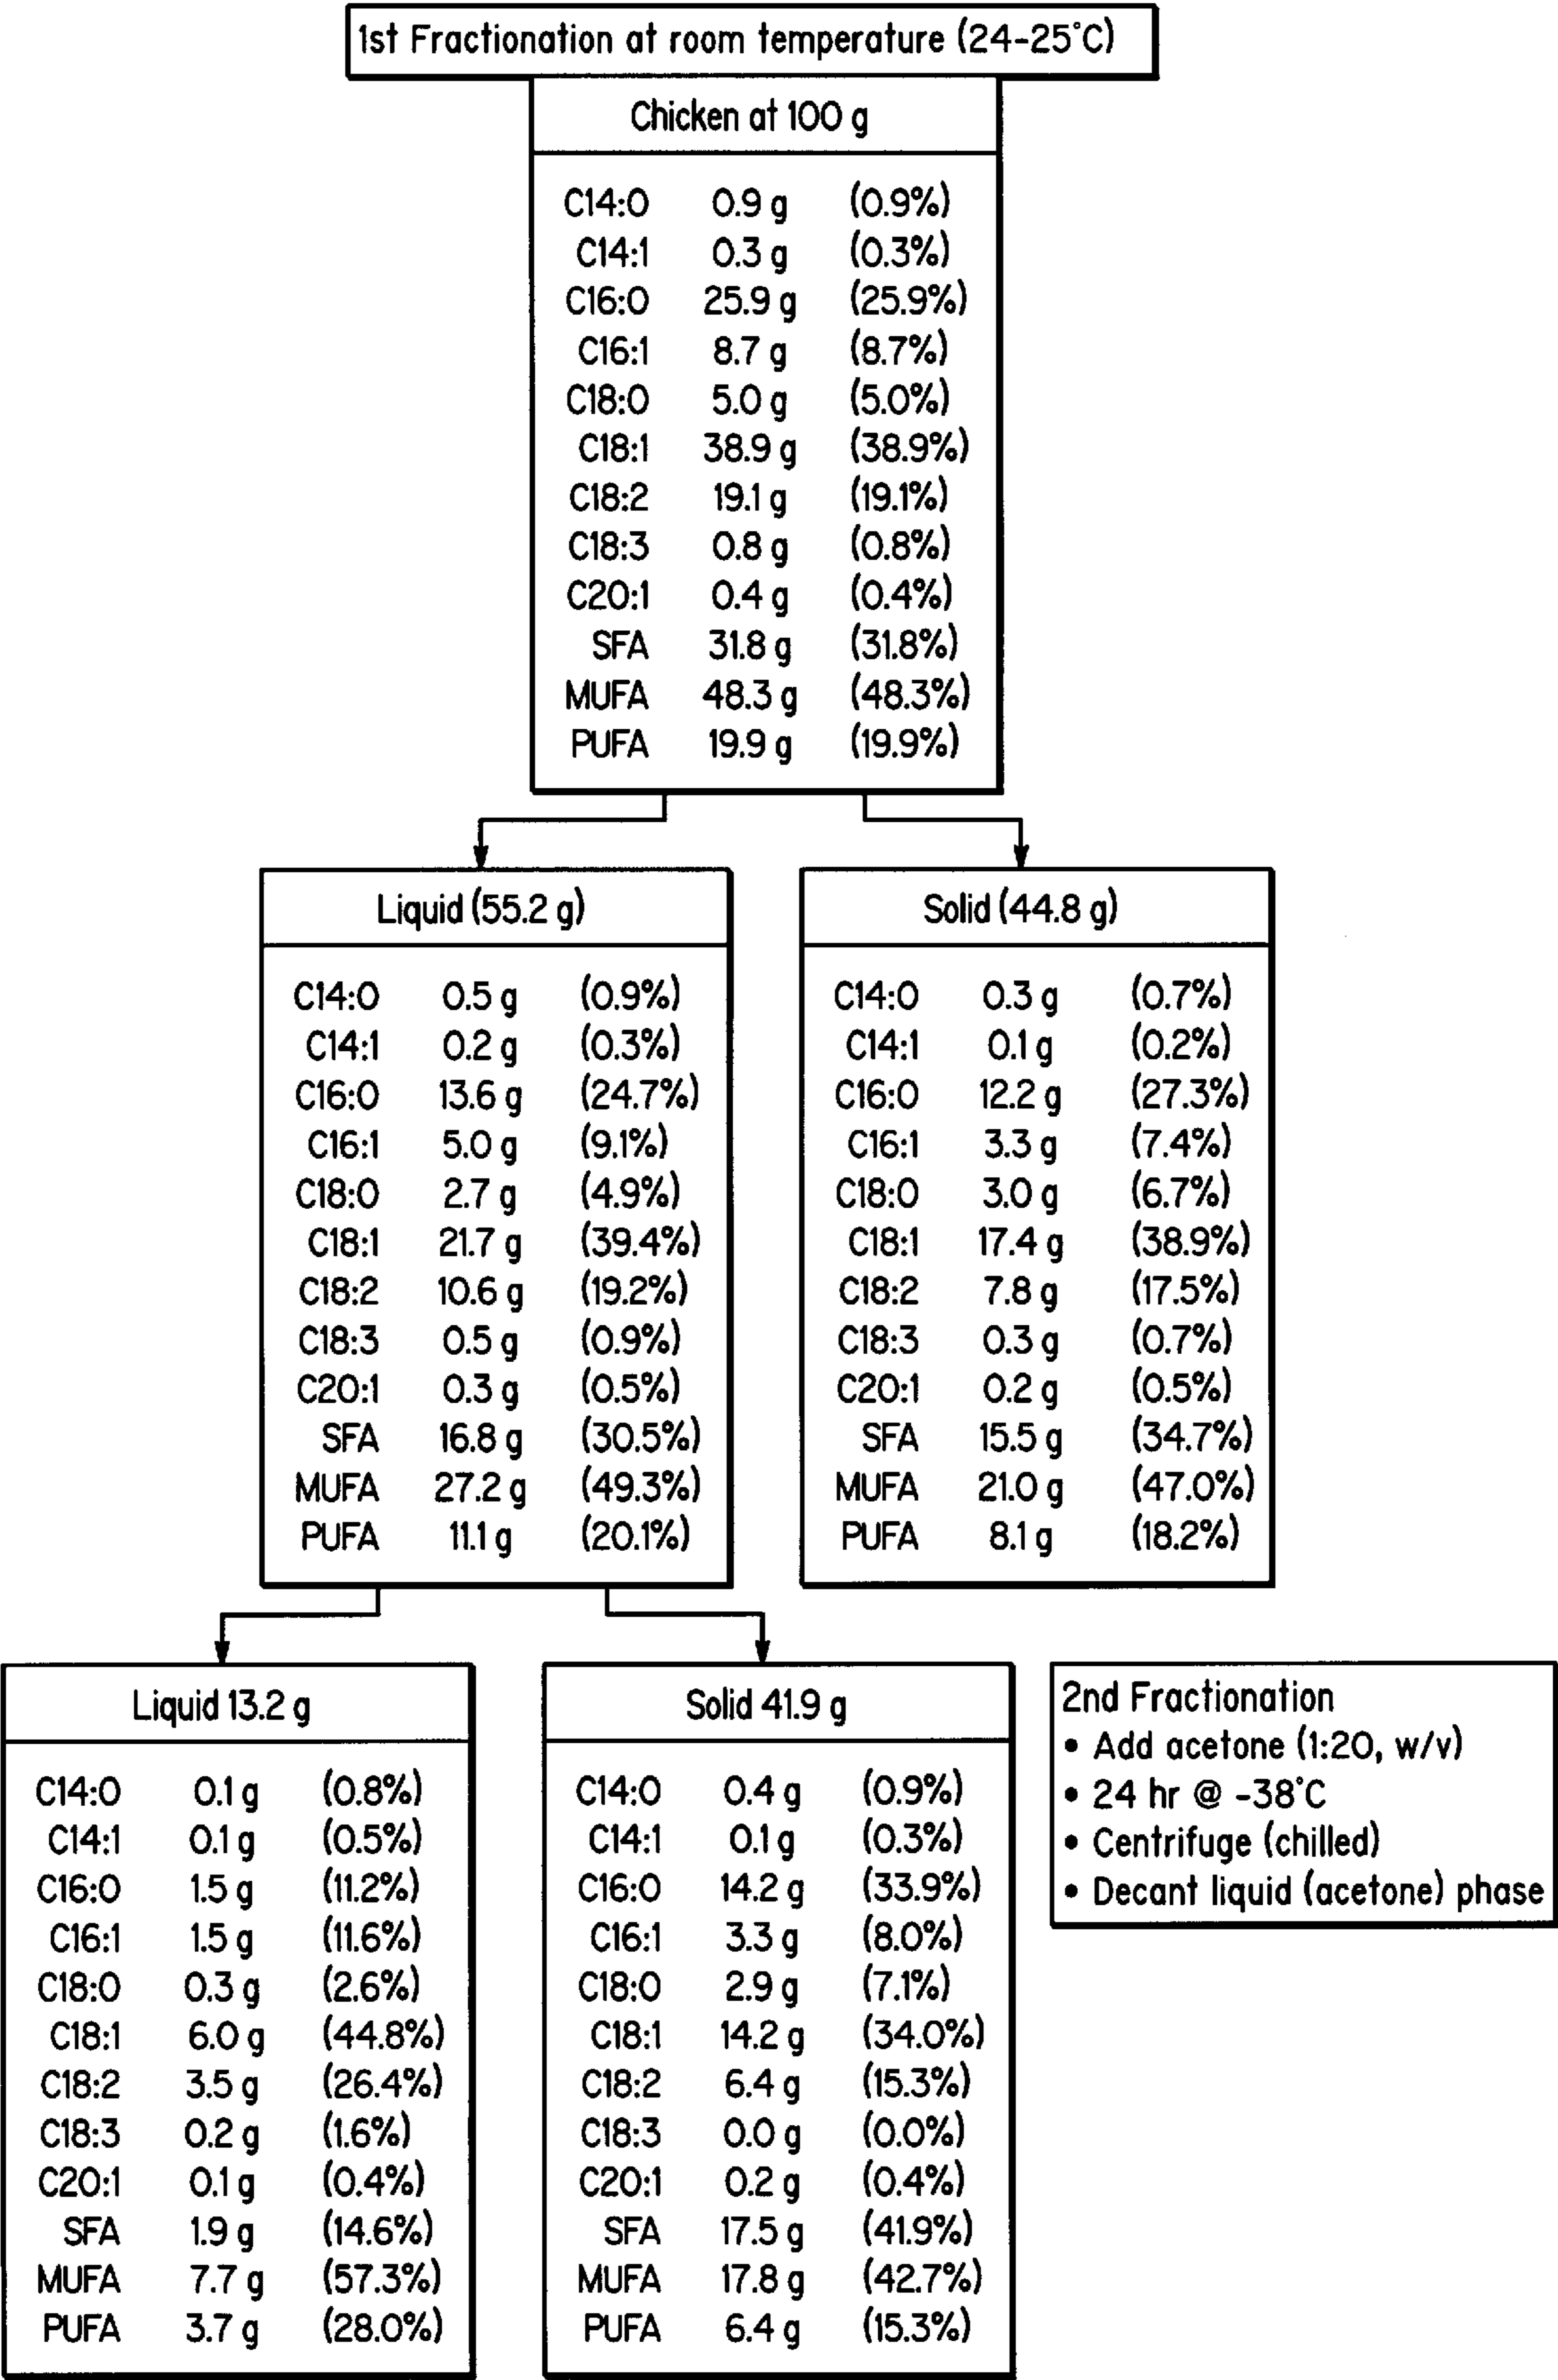 1st Fractionation at room temperature (24-25°C)
Chicken at 100 g
C14:0 0.9 g (0.9%)
C14:1 0.3 g (0.3%)
C16:0 25.9 g (25.9%)
C16:1 8.7 g (8.7%)
C18:0 5.0 g (5.0%)
C18:1 38.9 g (38.9%)
C18:2 19.1 g (19.1%)
C18:3 0.8 g (0.8%)
C20:1 0.4 g (0.4%)
SFA 31.8 g (31.8%)
MUFA 48.3 g (48.3%)
PUFA 19.9 g (19.9%)
Liquid (55.2 g)
C14:0 0.5 g (0.9%)
C14:1 0.2 g (0.3%)
C16:0 13.6 g (24.7%)
C16:1 5.0 g (9.1%)
C18:0 2.7 g (4.9%)
C18:1 21.7 g (39.4%)
C18:2 10.6 g (19.2%)
C18:3 0.5 g (0.9%)
C20:1 0.3 g (0.5%)
SFA 16.8 g (30.5%)
MUFA 27.2 g (49.3%)
PUFA 11.1 g (20.1%)
Solid (44.8 g)
C14:0 0.3 g (0.7%)
C14:1 0.1 g (0.2%)
C16:0 12.2 g (27.3%)
C16:1 3.3 g (7.4%)
C18:0 3.0 g (6.7%)
C18:1 17.4 g (38.9%)
C18:2 7.8 g (17.5%)
C18:3 0.3 g (0.7%)
C20:1 0.2 g (0.5%)
SFA 15.5 g (34.7%)
MUFA 21.0 g (47.0%)
PUFA 8.1 g (18.2%)
Liquid 13.2 g
C14:0 0.1 g (0.8%)
C14:1 0.1 g (0.5%)
C16:0 1.5 g (11.2%)
C16:1 1.5 g (11.6%)
C18:0 0.3 g (2.6%)
C18:1 6.0 g (44.8%)
C18:2 3.5 g (26.4%)
C18:3 0.2 g (1.6%)
C20:1 0.1 g (0.4%)
SFA 1.9 g (14.6%)
MUFA 7.7 g (57.3%)
PUFA 3.7 g (28.0%)
Solid 41.9 g
C14:0 0.4 g (0.9%)
C14:1 0.1 g (0.3%)
C16:0 14.2 g (33.9%)
C16:1 3.3 g (8.0%)
C18:0 2.9 g (7.1%)
C18:1 14.2 g (34.0%)
C18:2 6.4 g (15.3%)
C18:3 0.0 g (0.0%)
C20:1 0.2 g (0.4%)
SFA 17.5 g (41.9%)
MUFA 17.8 g (42.7%)
PUFA 6.4 g (15.3%)
2nd Fractionation
• Add acetone (1:20, w/v)
• 24 hr @ -38°C
• Centrifuge (chilled)
• Decant liquid (acetone) phase